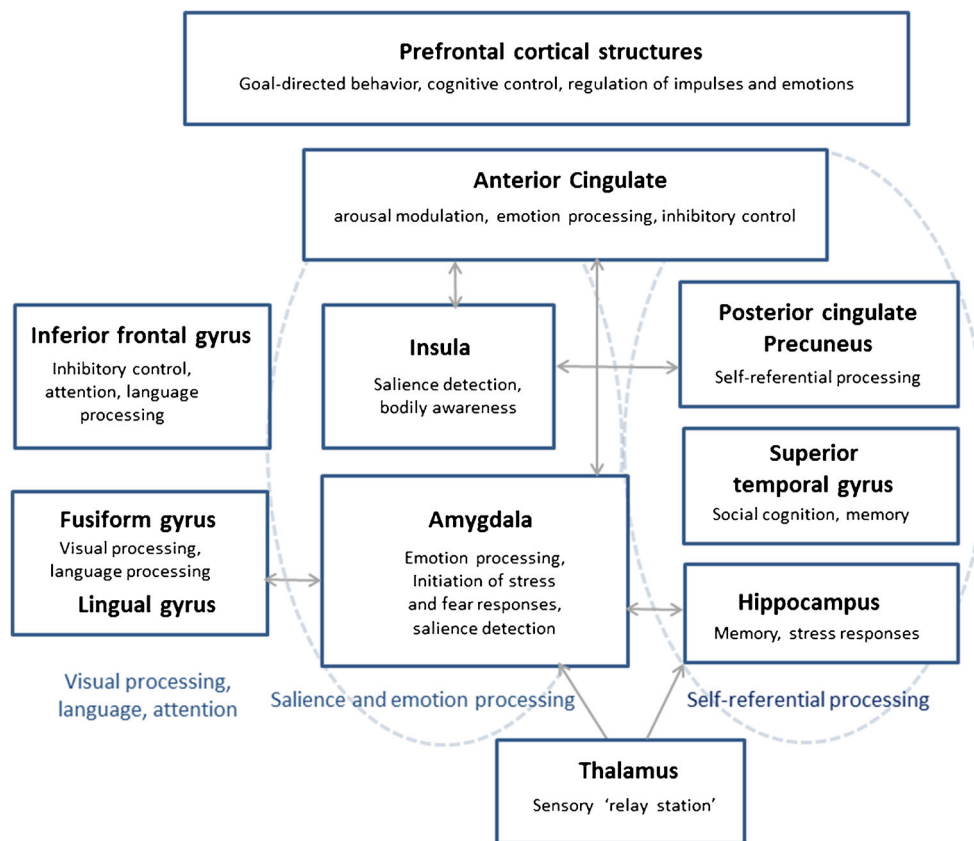 Prefrontal cortical structures
Goal-directed behavior, cognitive control, regulation of impulses and emotions
Anterior Cingulate
arousal modulation, emotion processing, inhibitory control
Inferior frontal gyrus
Inhibitory control,
attention, language
processing
Insula
Salience detection,
bodily awareness
Posterior cingulate
Precuneus
Self-referential processing
Superior
temporal gyrus
Social cognition, memory
Fusiform gyrus
Visual processing,
language processing
Lingual gyrus
Amygdala
Emotion processing,
Initiation of stress
and fear responses,
salience detection
Hippocampus
Memory, stress responses
Visual processing,
language, attention
Salience and emotion processing
Self-referential processing
Thalamus
Sensory ‘relay station’